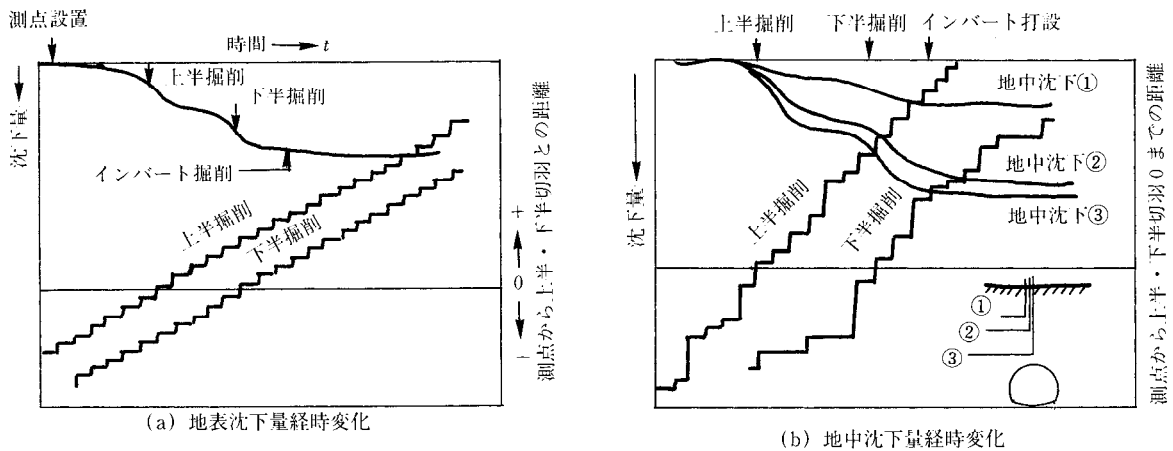 測点設置
時間 → t
上半掘削
下半掘削
インバート掘削
上半掘削
下半掘削
沈下量
測点から上半・下半切羽との距離
+
0
−
(a) 地表沈下量経時変化
上半掘削
下半掘削
インバート打設
地中沈下①
地中沈下②
地中沈下③
上半掘削
下半掘削
沈下量
①
②
③
測点から上半・下半切羽0までの距離
(b) 地中沈下量経時変化